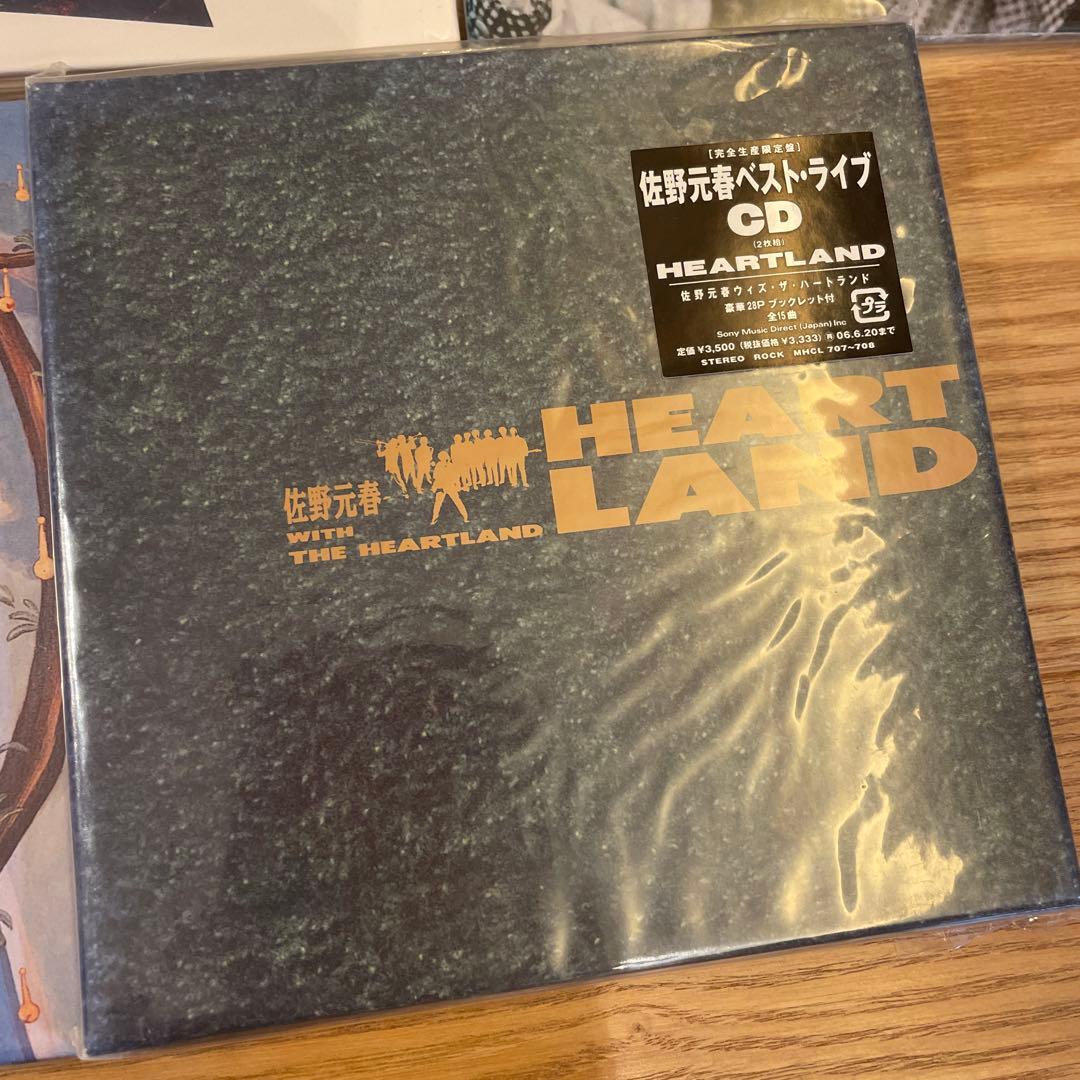 [完全生産限定盤]
佐野元春ベスト・ライブ
CD
(2枚組)
HEARTLAND
佐野元春ウィズ・ザ・ハートランド
豪華28Pブックレット付
全15曲
プラ
Sony Music Direct (Japan) Inc
定価¥3,500(税抜価格¥3,333)Ⓡ06.6.20まで
STEREO ROCK MHCL 707~708
HEART
LAND
佐野元春
WITH
THE HEARTLAND